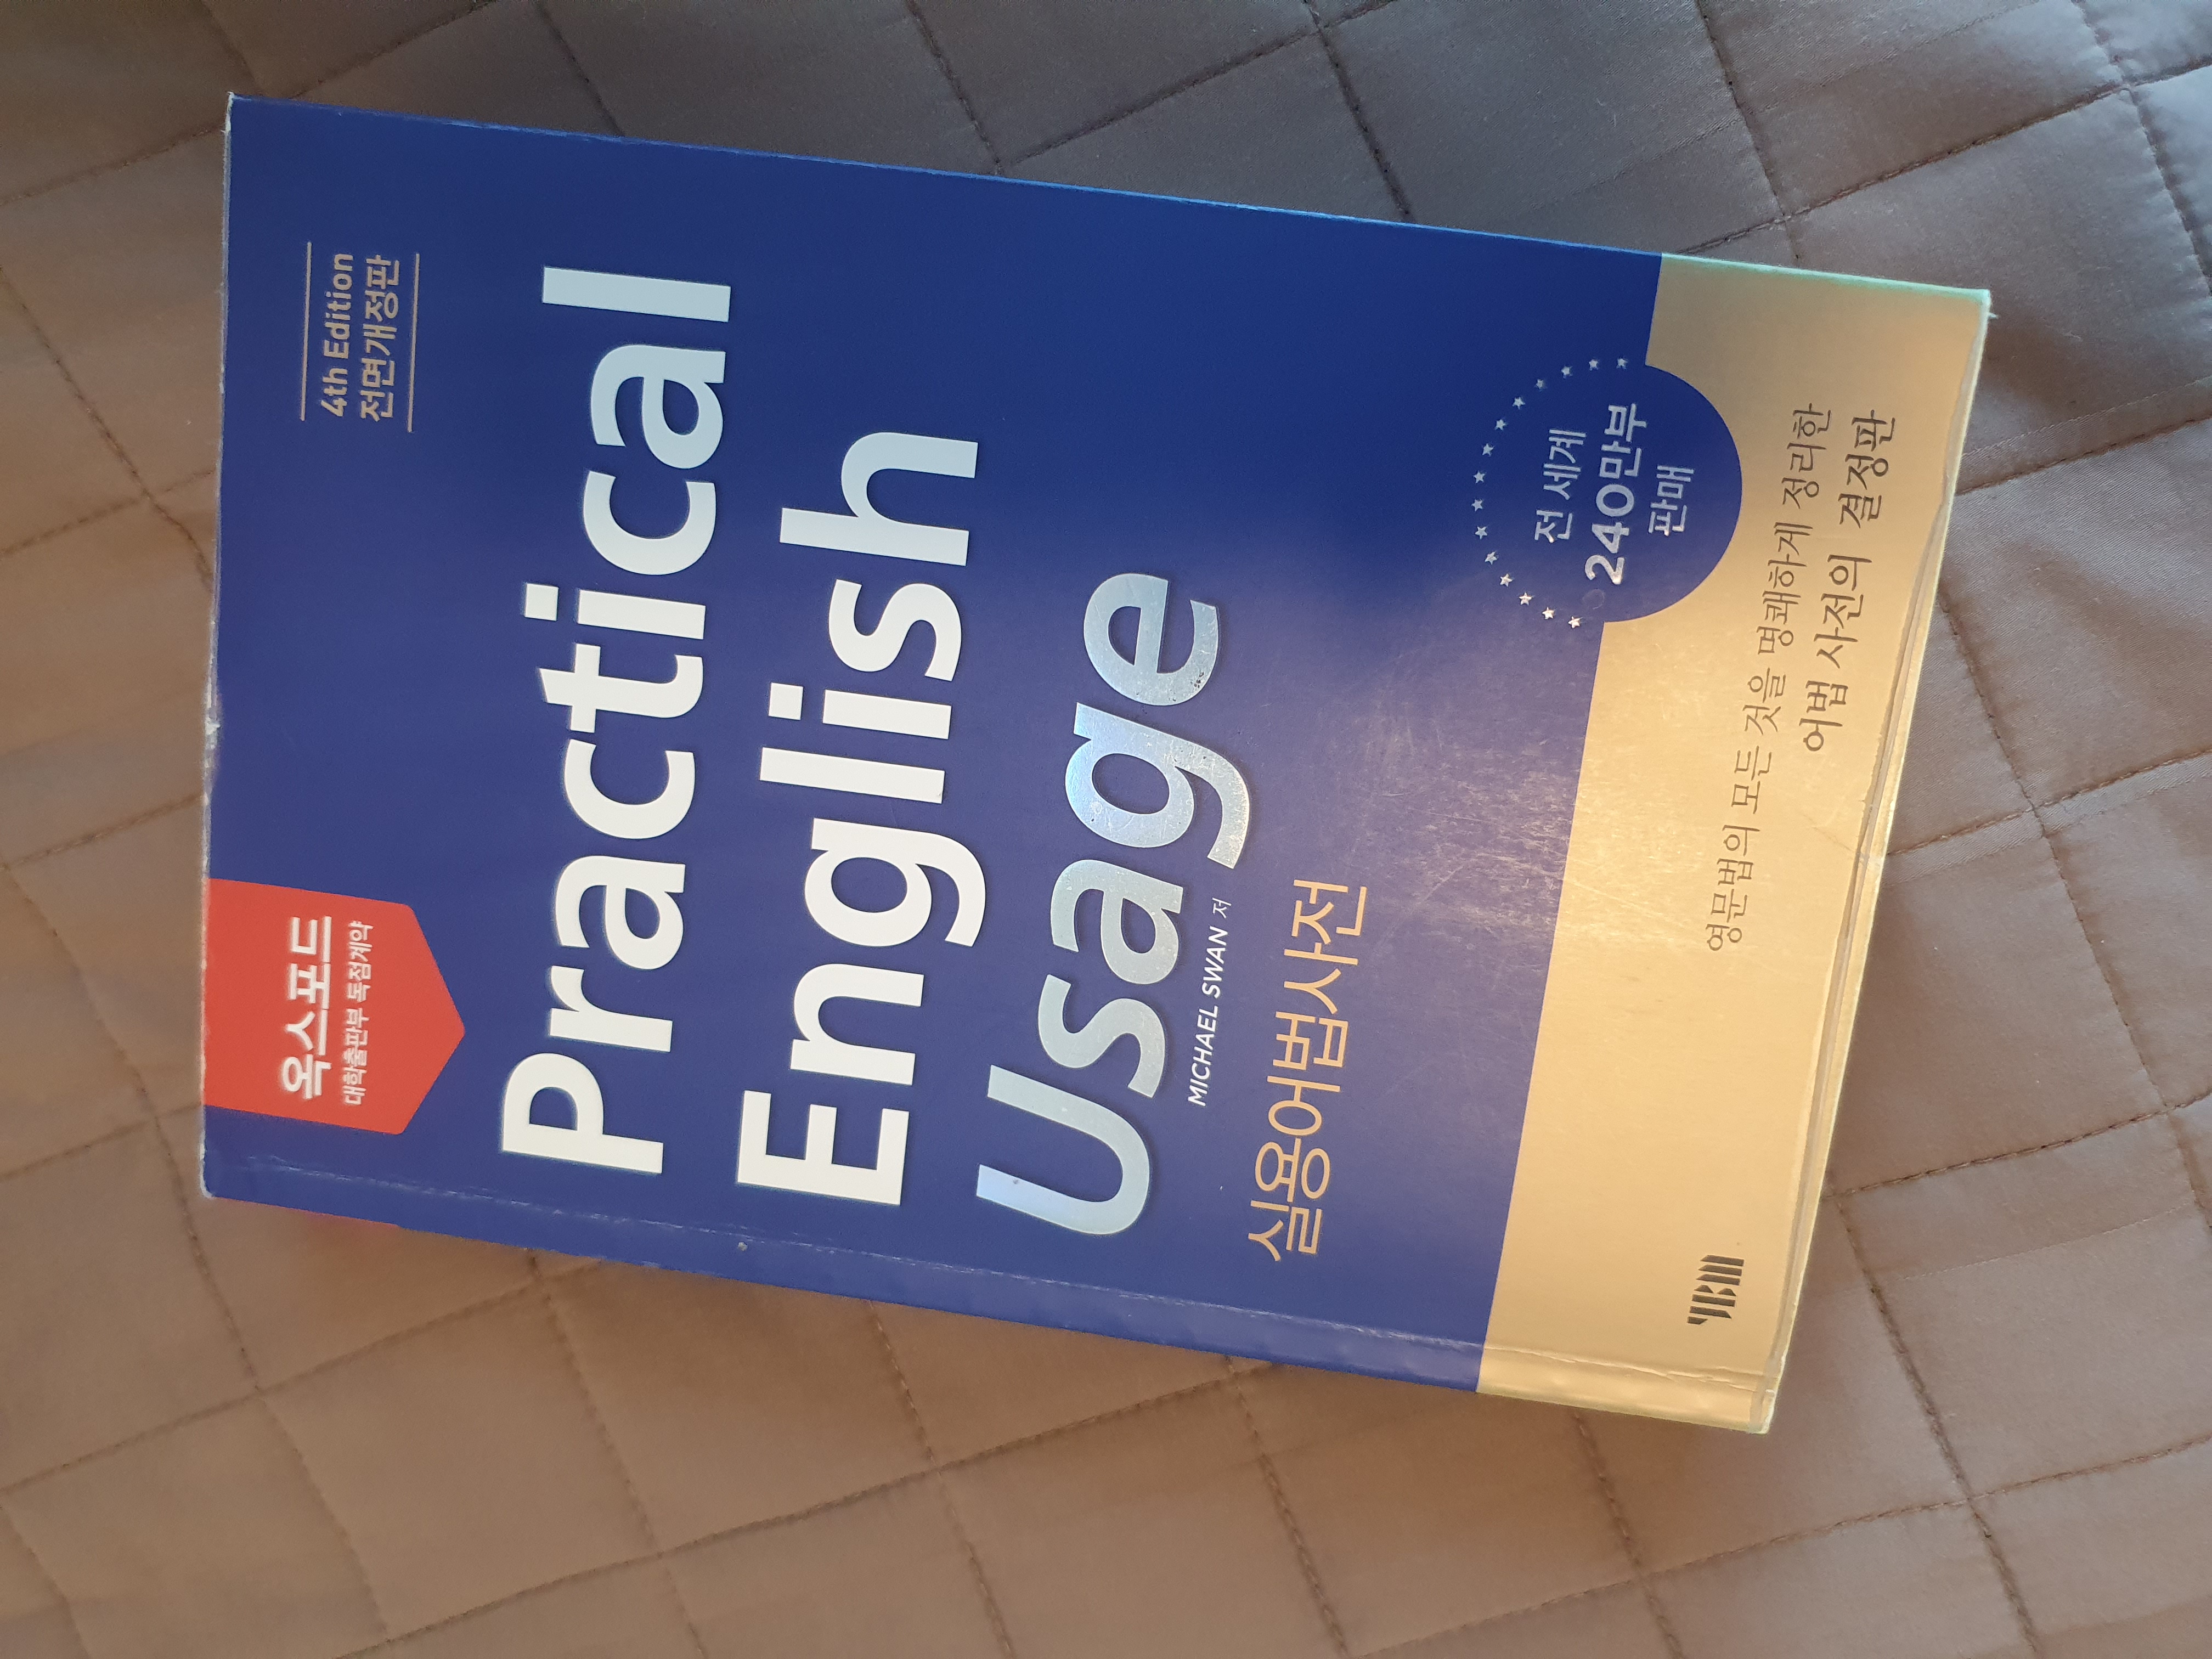 옥스포드
대학출판부 독점계약
4th Edition
전면개정판
Practical
English
Usage
MICHAEL SWAN 저
실용어법사전
전 세계
240만부
판매
영문법의 모든 것을 명쾌하게 정리한
어법 사전의 결정판
YBM